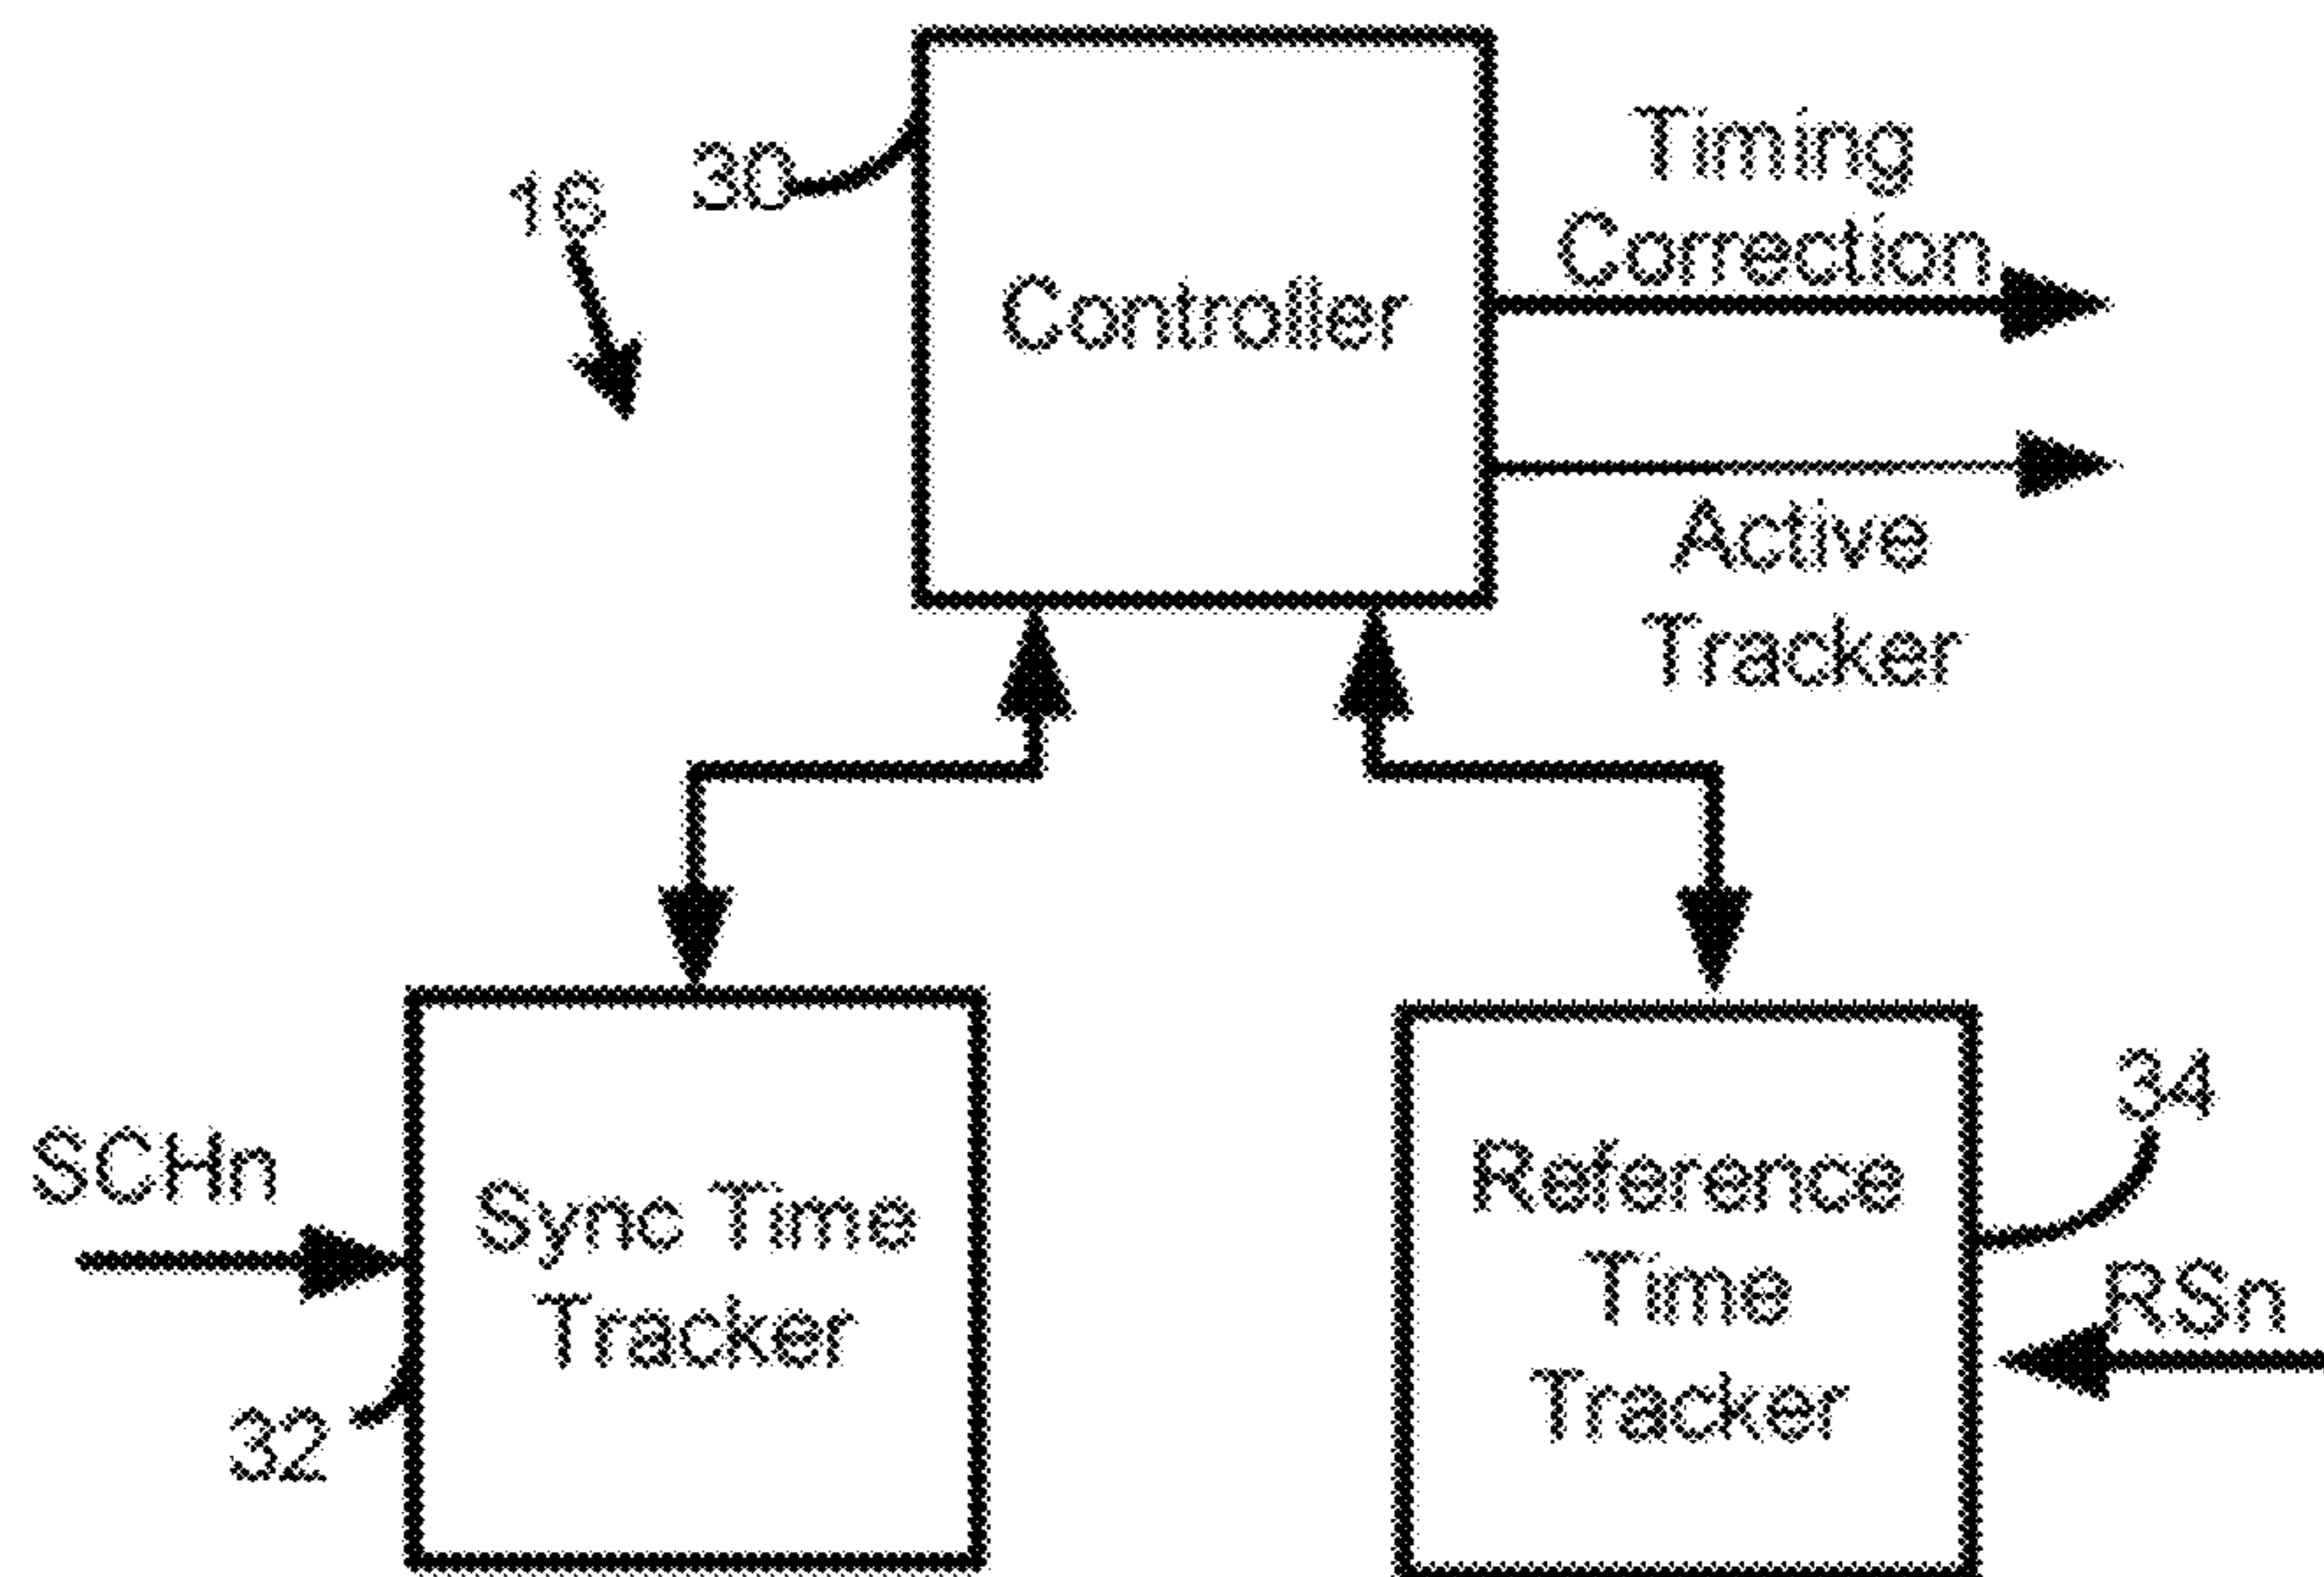 16
30
Controller
Timing
Correction
Active
Tracker
SCHn
Sync Time
Tracker
32
Reference
Time
Tracker
34
RSn